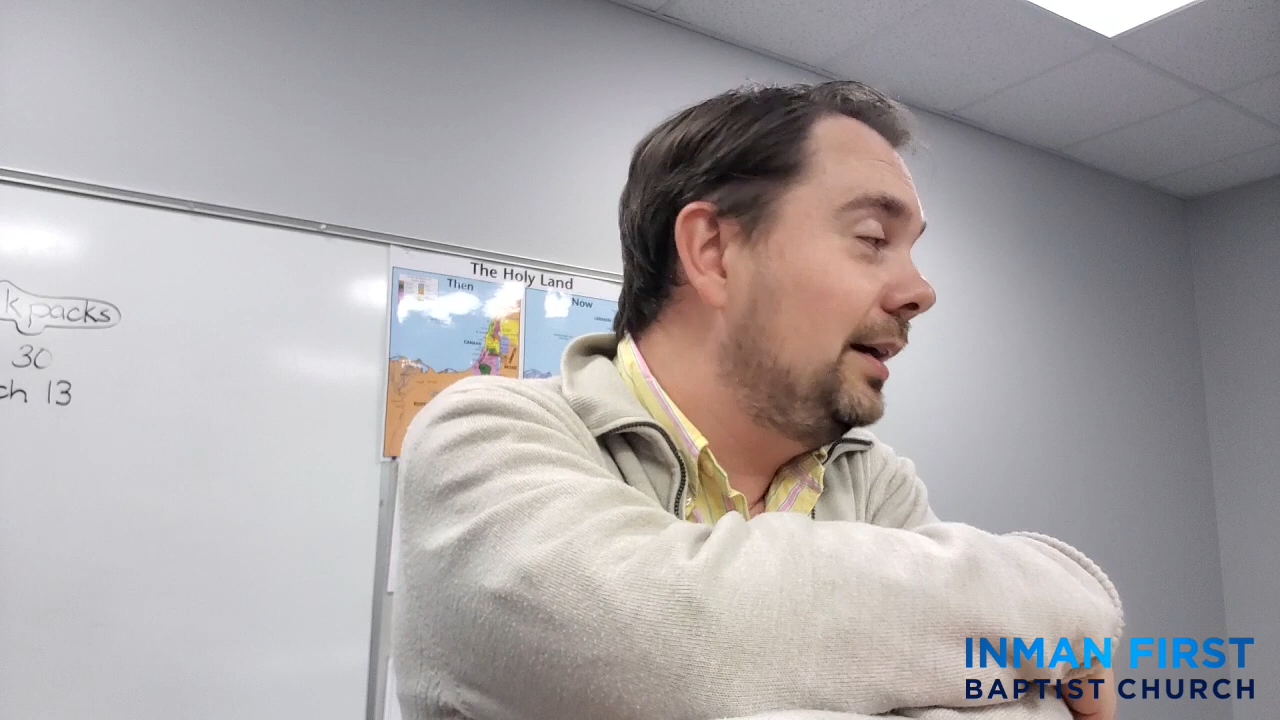 kpacks
30
ch 13
The Holy Land
Then
Now
INMAN FIRST
BAPTIST CHURCH